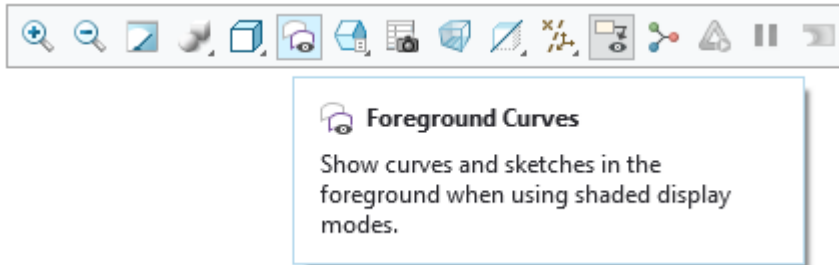 Foreground Curves
Show curves and sketches in the
foreground when using shaded display
modes.